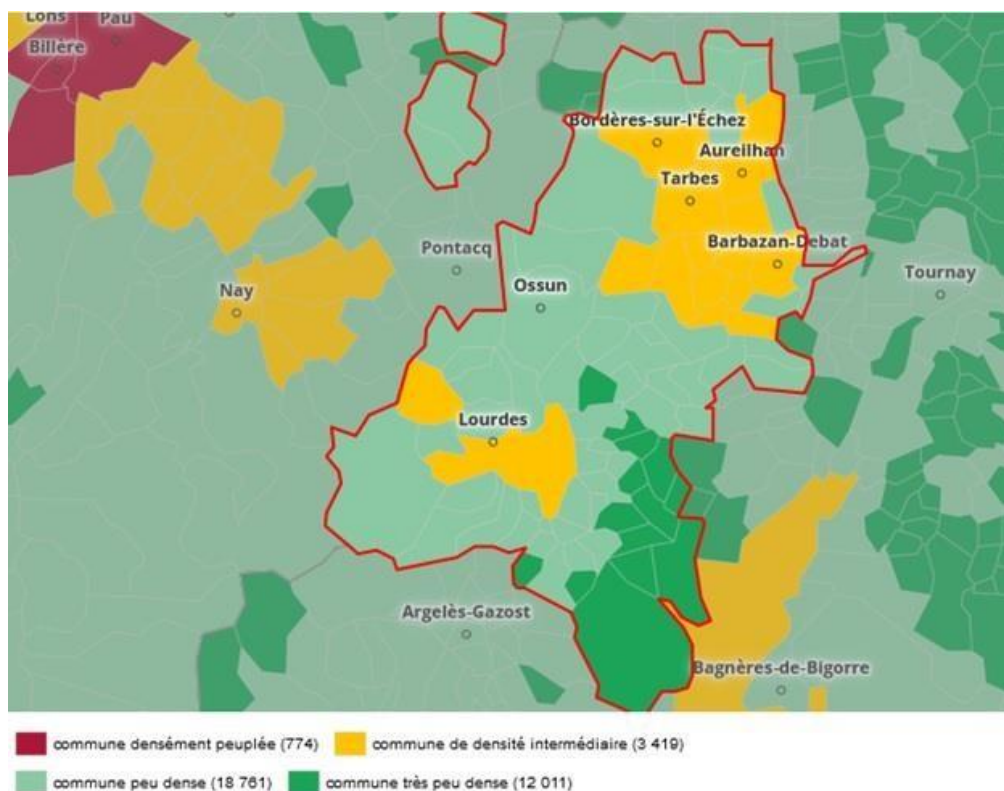 Lons
Pau
Billère
Bordères-sur-l'Échez
Aureilhan
Tarbes
Barbazan-Debat
Pontacq
Tournay
Nay
Ossun
Lourdes
Argelès-Gazost
Bagnères-de-Bigorre
commune densément peuplée (774)
commune de densité intermédiaire (3 419)
commune peu dense (18 761)
commune très peu dense (12 011)